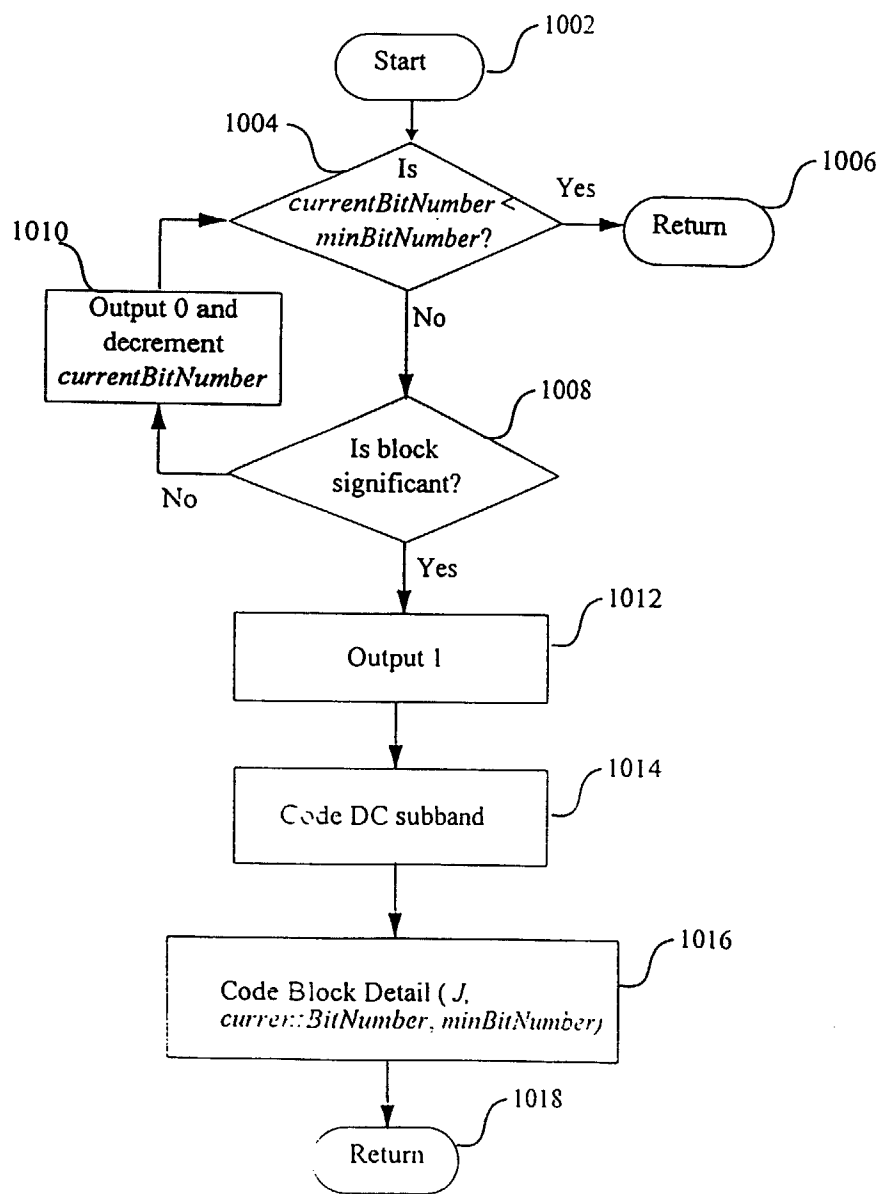 1002
Start
1004
Is
currentBitNumber <
minBitNumber?
Yes
1006
Return
1010
Output 0 and
decrement
currentBitNumber
No
1008
Is block
significant?
No
Yes
1012
Output 1
1014
Code DC subband
1016
Code Block Detail ( J,
currentBitNumber, minBitNumber)
1018
Return